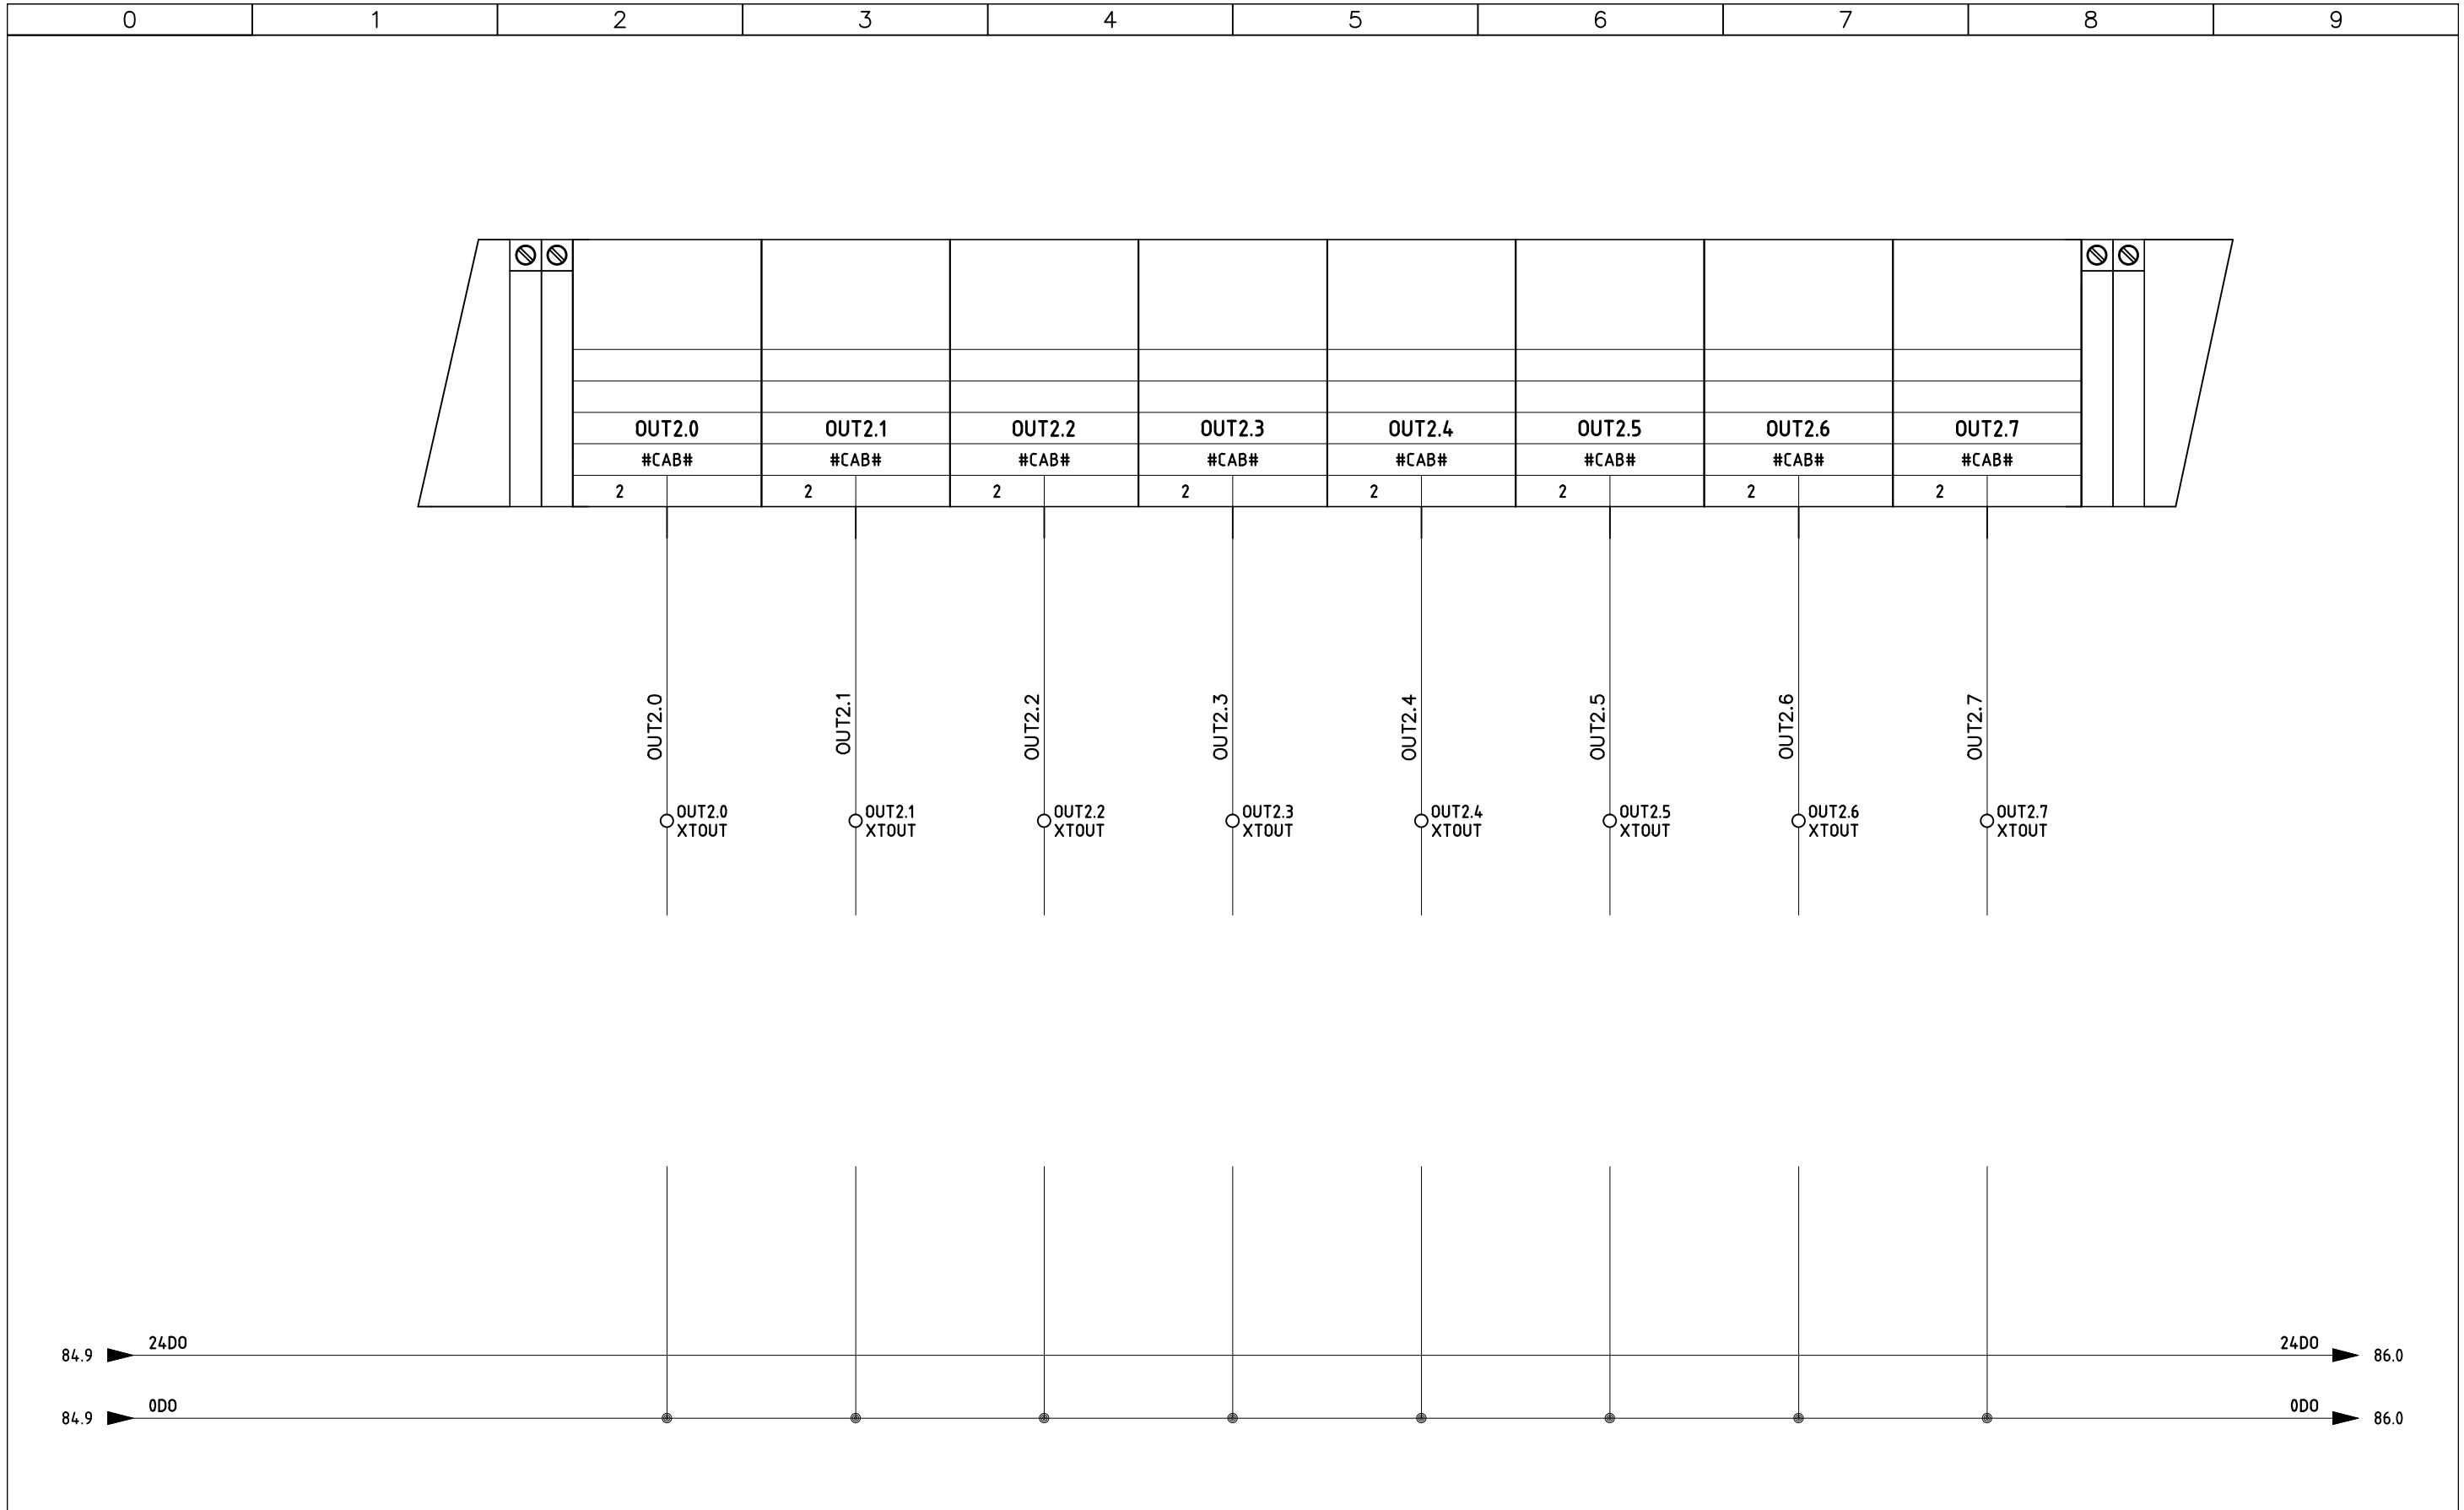 0 1 2 3 4 5 6 7 8 9
OUT2.0 OUT2.1 OUT2.2 OUT2.3 OUT2.4 OUT2.5 OUT2.6 OUT2.7
#CAB# #CAB# #CAB# #CAB# #CAB# #CAB# #CAB# #CAB#
2 2 2 2 2 2 2 2
OUT2.0 OUT2.1 OUT2.2 OUT2.3 OUT2.4 OUT2.5 OUT2.6 OUT2.7
OUT2.0 OUT2.1 OUT2.2 OUT2.3 OUT2.4 OUT2.5 OUT2.6 OUT2.7
XTOUT XTOUT XTOUT XTOUT XTOUT XTOUT XTOUT XTOUT
24DO 24DO
84.9 86.0
0DO 0DO
84.9 86.0